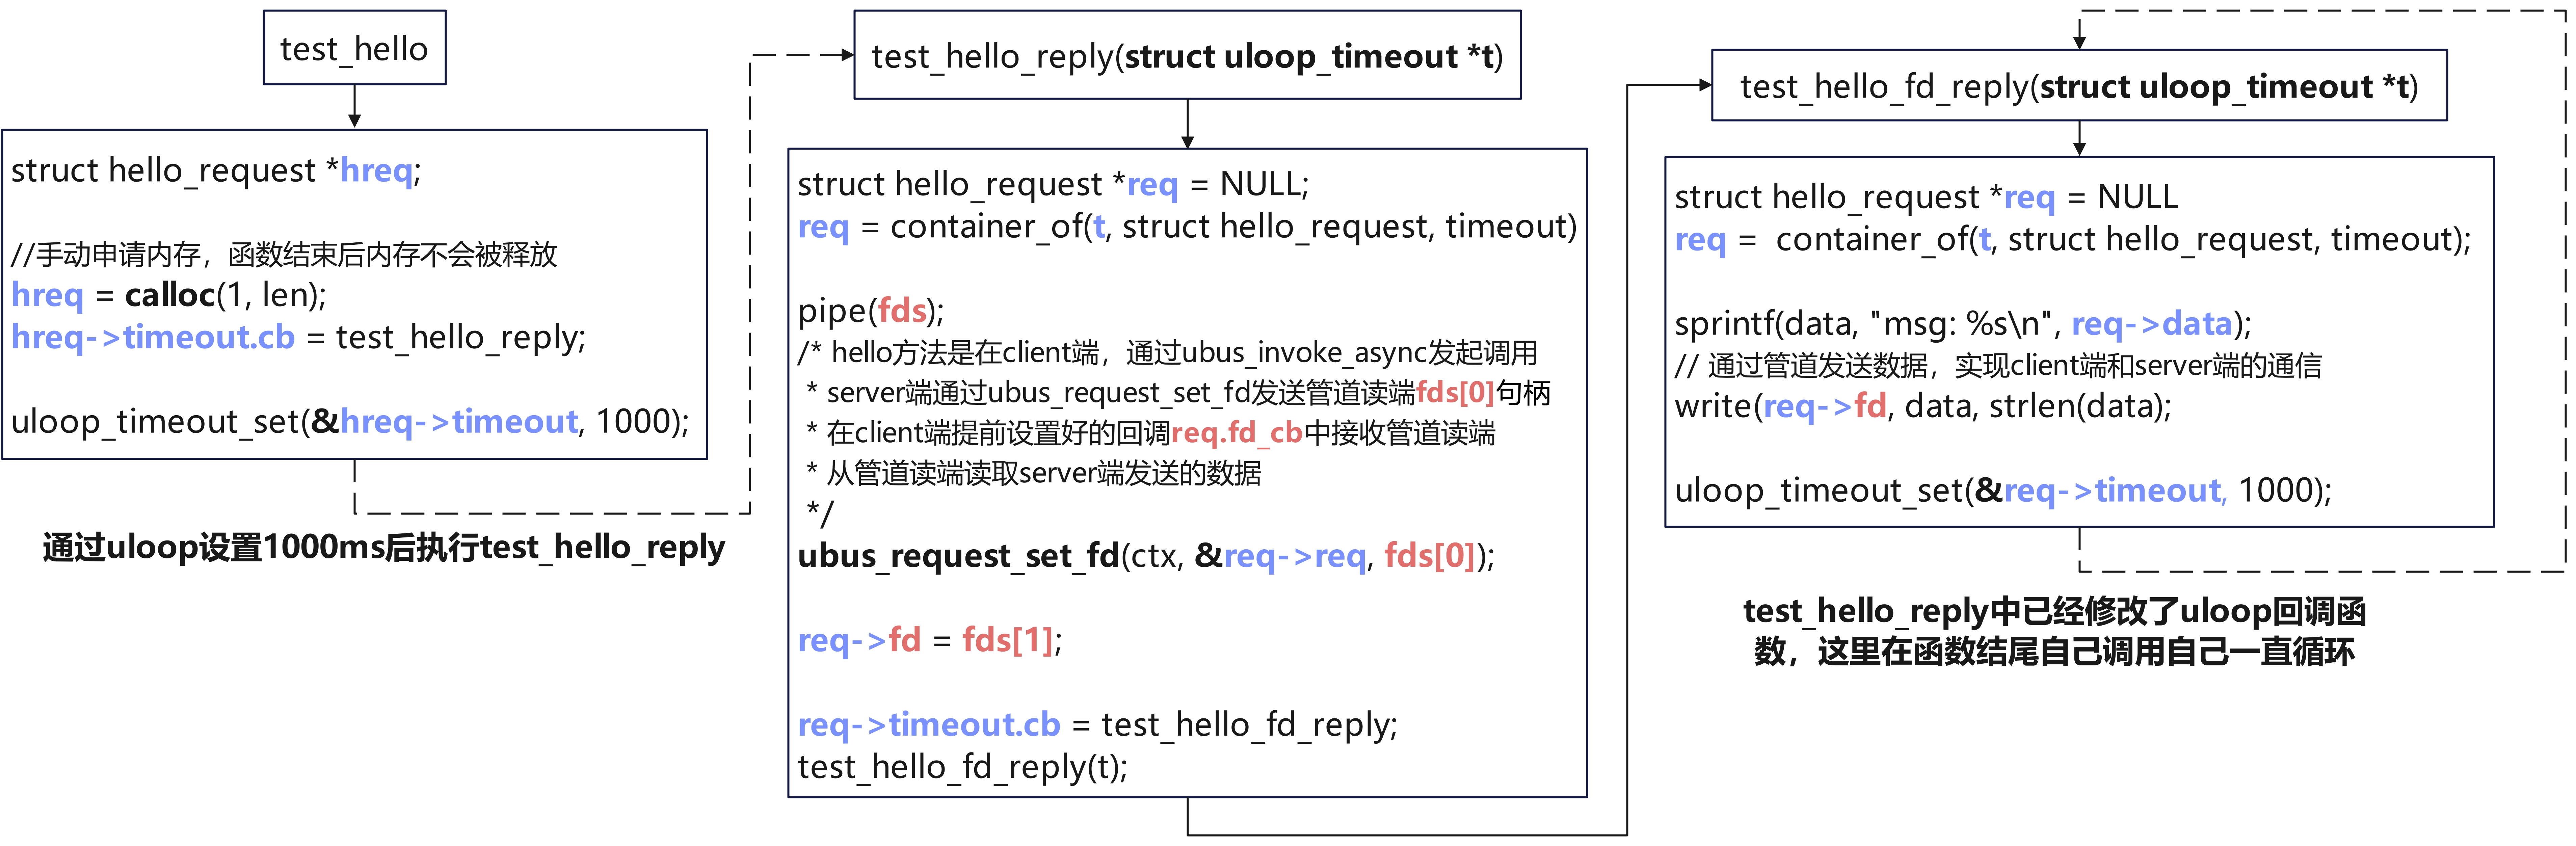 test_hello
struct hello_request *hreq;
//手动申请内存，函数结束后内存不会被释放
hreq = calloc(1, len);
hreq->timeout.cb = test_hello_reply;
uloop_timeout_set(&hreq->timeout, 1000);
通过uloop设置1000ms后执行test_hello_reply
test_hello_reply(struct uloop_timeout *t)
struct hello_request *req = NULL;
req = container_of(t, struct hello_request, timeout)
pipe(fds);
/* hello方法是在client端，通过ubus_invoke_async发起调用
* server端通过ubus_request_set_fd发送管道读端fds[0]句柄
* 在client端提前设置好的回调req.fd_cb中接收管道读端
* 从管道读端读取server端发送的数据
*/
ubus_request_set_fd(ctx, &req->req, fds[0]);
req->fd = fds[1];
req->timeout.cb = test_hello_fd_reply;
test_hello_fd_reply(t);
test_hello_fd_reply(struct uloop_timeout *t)
struct hello_request *req = NULL
req =  container_of(t, struct hello_request, timeout);
sprintf(data, "msg: %s\n", req->data);
// 通过管道发送数据，实现client端和server端的通信
write(req->fd, data, strlen(data);
uloop_timeout_set(&req->timeout, 1000);
test_hello_reply中已经修改了uloop回调函
数，这里在函数结尾自己调用自己一直循环